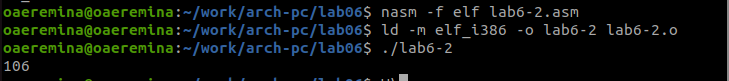 oaeremina@oaeremina:~/work/arch-pc/lab06$ nasm -f elf lab6-2.asm
oaeremina@oaeremina:~/work/arch-pc/lab06$ ld -m elf_i386 -o lab6-2 lab6-2.o
oaeremina@oaeremina:~/work/arch-pc/lab06$ ./lab6-2
106